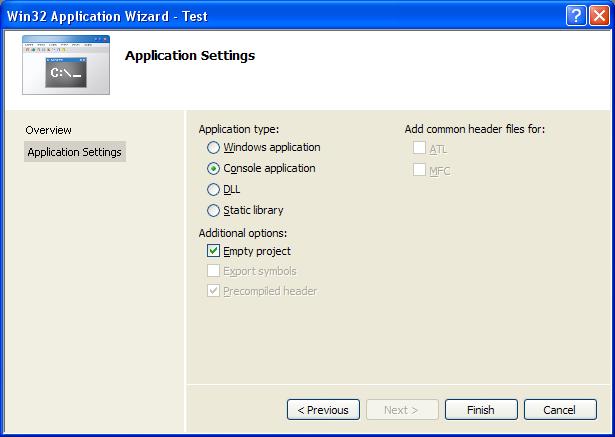 Win32 Application Wizard - Test
Application Settings
C:\_
Overview
Application Settings
Application type:
Windows application
Console application
DLL
Static library
Additional options:
Empty project
Export symbols
Precompiled header
Add common header files for:
ATL
MFC
< Previous
Next >
Finish
Cancel